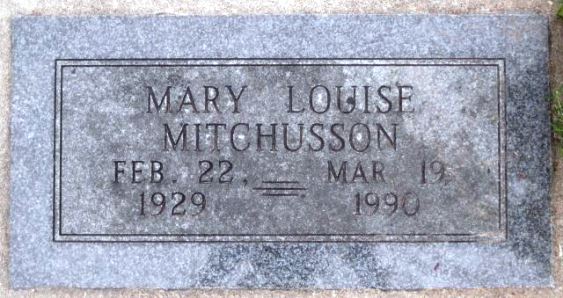 MARY LOUISE
MITCHUSSON
FEB. 22, MAR 19
1929 1990